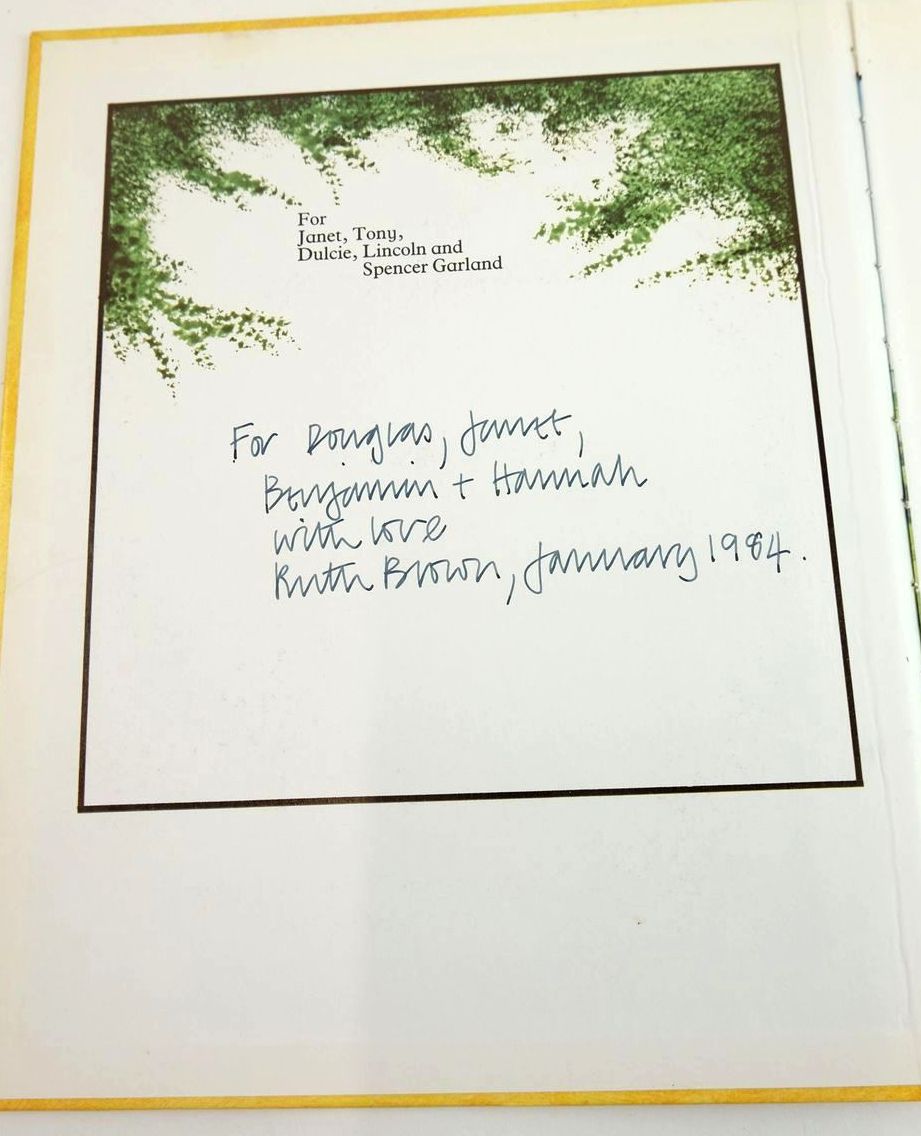 For
Janet, Tony,
Dulcie, Lincoln and
Spencer Garland
For Douglas, Janet,
Benjamin + Hannah
with love
Ruth Brown, January 1984.